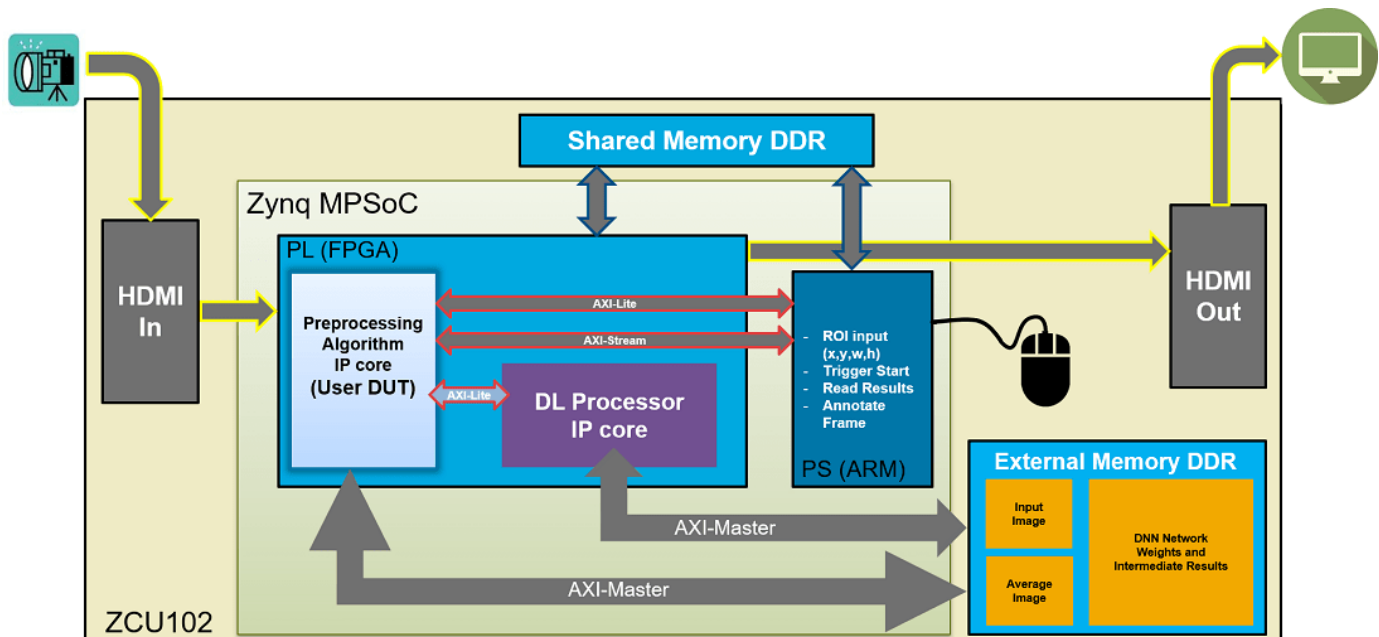 Shared Memory DDR
Zynq MPSoC
PL (FPGA)
HDMI
In
HDMI
Out
Preprocessing
Algorithm
IP core
(User DUT)
AXI-Lite
AXI-Stream
AXI-Lite
DL Processor
IP core
- ROI input
(x,y,w,h)
- Trigger Start
- Read Results
- Annotate
Frame
PS (ARM)
External Memory DDR
Input
Image
Average
Image
DNN Network
Weights and
Intermediate Results
AXI-Master
AXI-Master
ZCU102